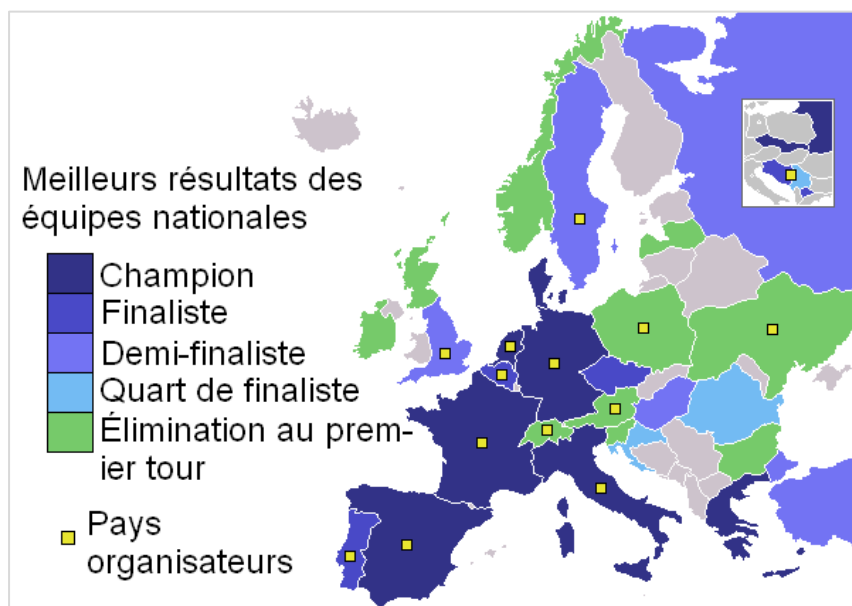 Meilleurs résultats des
équipes nationales
Champion
Finaliste
Demi-finaliste
Quart de finaliste
Élimination au prem-
ier tour
Pays
organisateurs